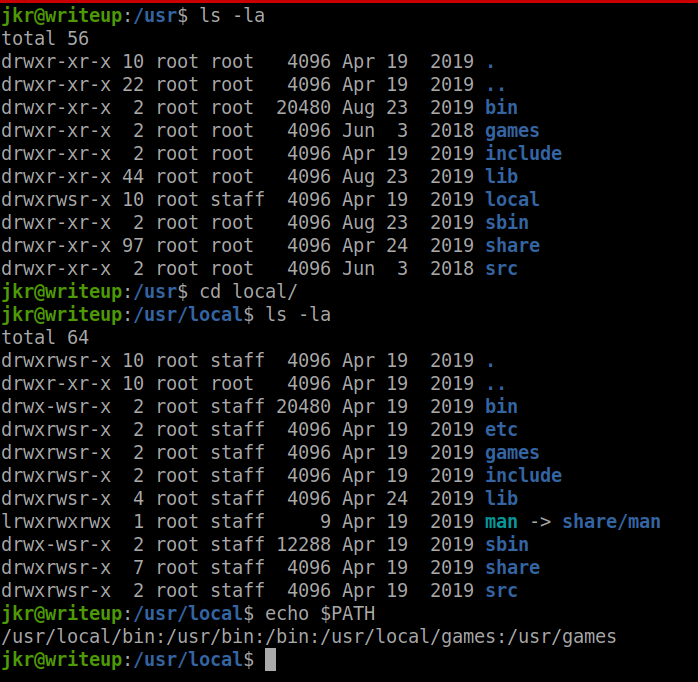 jkr@writeup:/usr$ ls -la
total 56
drwxr-xr-x 10 root root   4096 Apr 19  2019 .
drwxr-xr-x 22 root root   4096 Apr 19  2019 ..
drwxr-xr-x  2 root root  20480 Aug 23  2019 bin
drwxr-xr-x  2 root root   4096 Jun  3  2018 games
drwxr-xr-x  2 root root   4096 Apr 19  2019 include
drwxr-xr-x 44 root root   4096 Aug 23  2019 lib
drwxrwsr-x 10 root staff  4096 Apr 19  2019 local
drwxr-xr-x  2 root root   4096 Aug 23  2019 sbin
drwxr-xr-x 97 root root   4096 Apr 24  2019 share
drwxr-xr-x  2 root root   4096 Jun  3  2018 src
jkr@writeup:/usr$ cd local/
jkr@writeup:/usr/local$ ls -la
total 64
drwxrwsr-x 10 root staff  4096 Apr 19  2019 .
drwxr-xr-x 10 root root   4096 Apr 19  2019 ..
drwx-wsr-x  2 root staff 20480 Apr 19  2019 bin
drwxrwsr-x  2 root staff  4096 Apr 19  2019 etc
drwxrwsr-x  2 root staff  4096 Apr 19  2019 games
drwxrwsr-x  2 root staff  4096 Apr 19  2019 include
drwxrwsr-x  4 root staff  4096 Apr 24  2019 lib
lrwxrwxrwx  1 root staff     9 Apr 19  2019 man -> share/man
drwx-wsr-x  2 root staff 12288 Apr 19  2019 sbin
drwxrwsr-x  7 root staff  4096 Apr 19  2019 share
drwxrwsr-x  2 root staff  4096 Apr 19  2019 src
jkr@writeup:/usr/local$ echo $PATH
/usr/local/bin:/usr/bin:/bin:/usr/local/games:/usr/games
jkr@writeup:/usr/local$